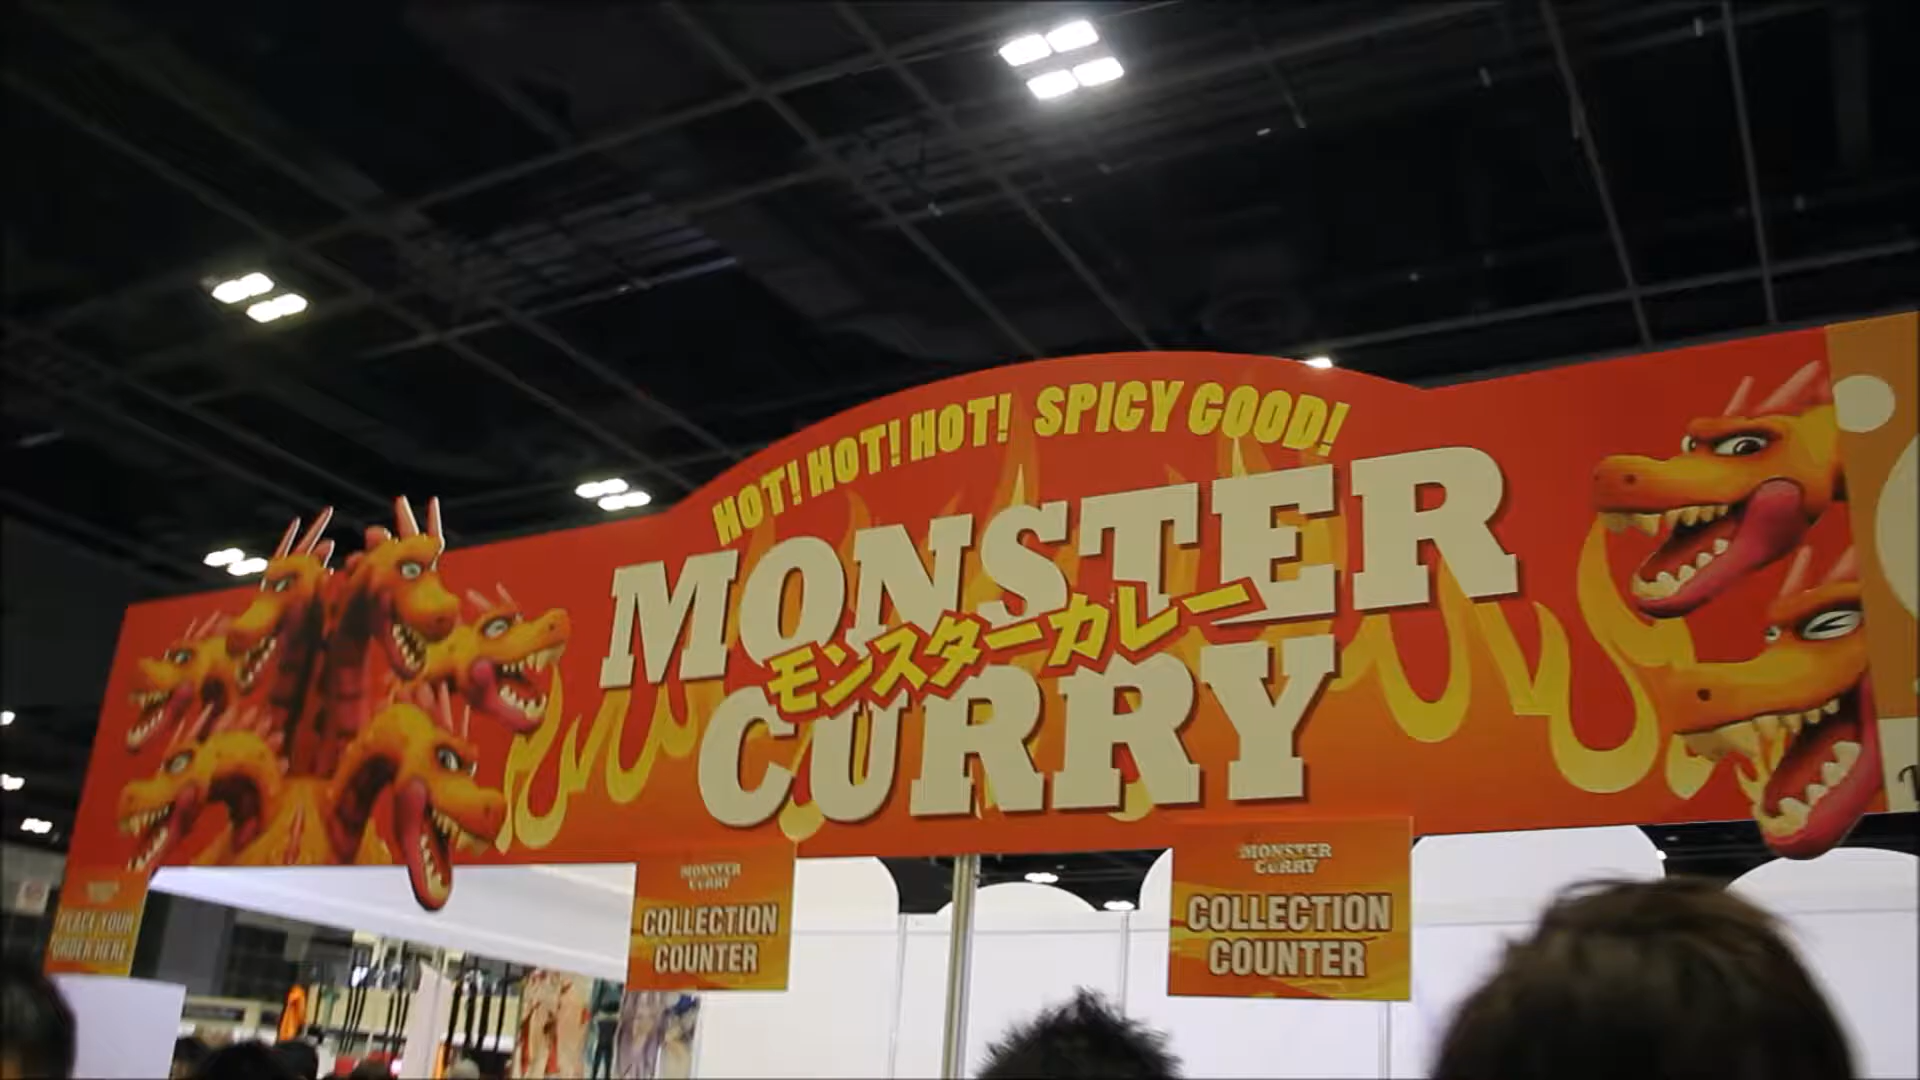 HOT! HOT! HOT! SPICY GOOD!
MONSTER
モンスターカレー
CURRY
MONSTER
CURRY
COLLECTION
COUNTER
MONSTER
CURRY
COLLECTION
COUNTER
PLACE YOUR
ORDER HERE